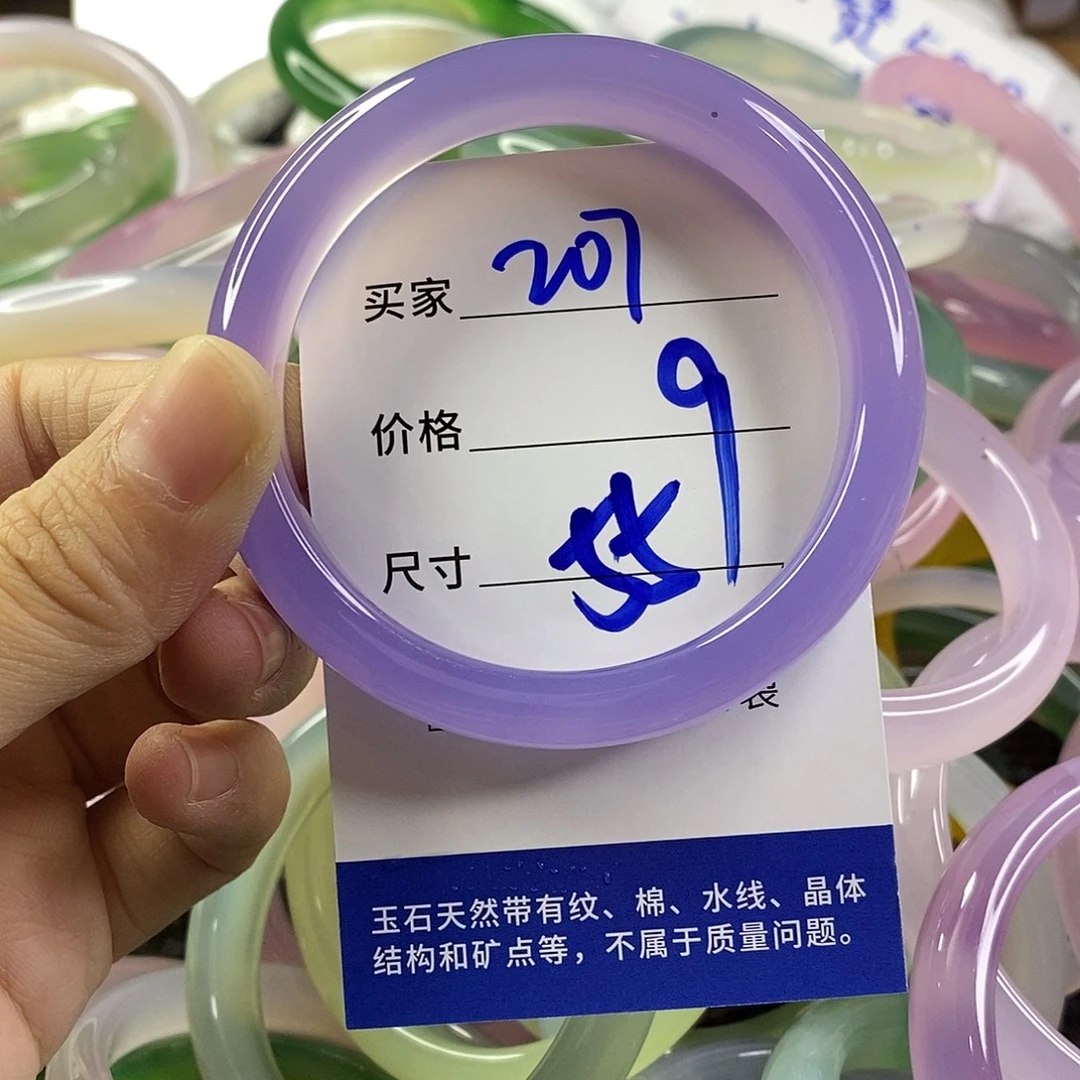 买家 207
价格 9
尺寸
装
玉石天然带有纹、棉、水线、晶体
结构和矿点等，不属于质量问题。